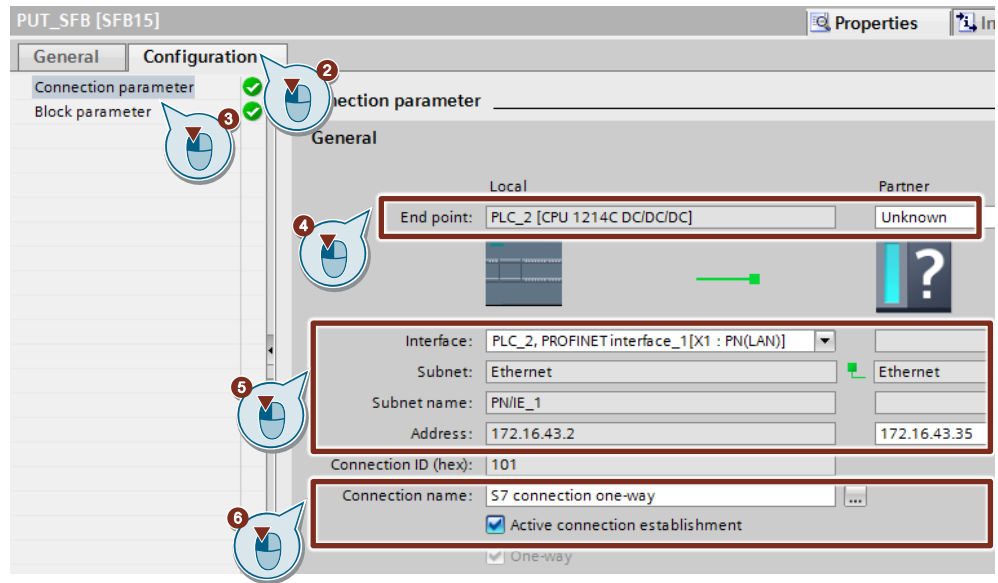 PUT_SFB [SFB15]
Properties
General
Configuration
2
Connection parameter
Block parameter
3
parameter
General
Local
Partner
4
End point:
PLC_2 [CPU 1214C DC/DC/DC]
Unknown
?
Interface:
PLC_2, PROFINET interface_1[X1 : PN(LAN)]
5
Subnet:
Ethernet
Ethernet
Subnet name:
PN/IE_1
Address:
172.16.43.2
172.16.43.35
Connection ID (hex):
101
6
Connection name:
S7 connection one-way
...
Active connection establishment
One-way